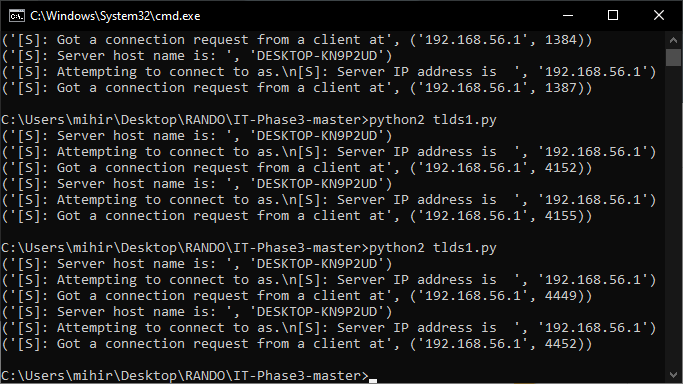 C:\Windows\System32\cmd.exe
('[S]: Got a connection request from a client at', ('192.168.56.1', 1384))
('[S]: Server host name is: ', 'DESKTOP-KN9P2UD')
('[S]: Attempting to connect to as.\n[S]: Server IP address is  ', '192.168.56.1')
('[S]: Got a connection request from a client at', ('192.168.56.1', 1387))
C:\Users\mihir\Desktop\RANDO\IT-Phase3-master>python2 tlds1.py
('[S]: Server host name is: ', 'DESKTOP-KN9P2UD')
('[S]: Attempting to connect to as.\n[S]: Server IP address is  ', '192.168.56.1')
('[S]: Got a connection request from a client at', ('192.168.56.1', 4152))
('[S]: Server host name is: ', 'DESKTOP-KN9P2UD')
('[S]: Attempting to connect to as.\n[S]: Server IP address is  ', '192.168.56.1')
('[S]: Got a connection request from a client at', ('192.168.56.1', 4155))
C:\Users\mihir\Desktop\RANDO\IT-Phase3-master>python2 tlds1.py
('[S]: Server host name is: ', 'DESKTOP-KN9P2UD')
('[S]: Attempting to connect to as.\n[S]: Server IP address is  ', '192.168.56.1')
('[S]: Got a connection request from a client at', ('192.168.56.1', 4449))
('[S]: Server host name is: ', 'DESKTOP-KN9P2UD')
('[S]: Attempting to connect to as.\n[S]: Server IP address is  ', '192.168.56.1')
('[S]: Got a connection request from a client at', ('192.168.56.1', 4452))
C:\Users\mihir\Desktop\RANDO\IT-Phase3-master>